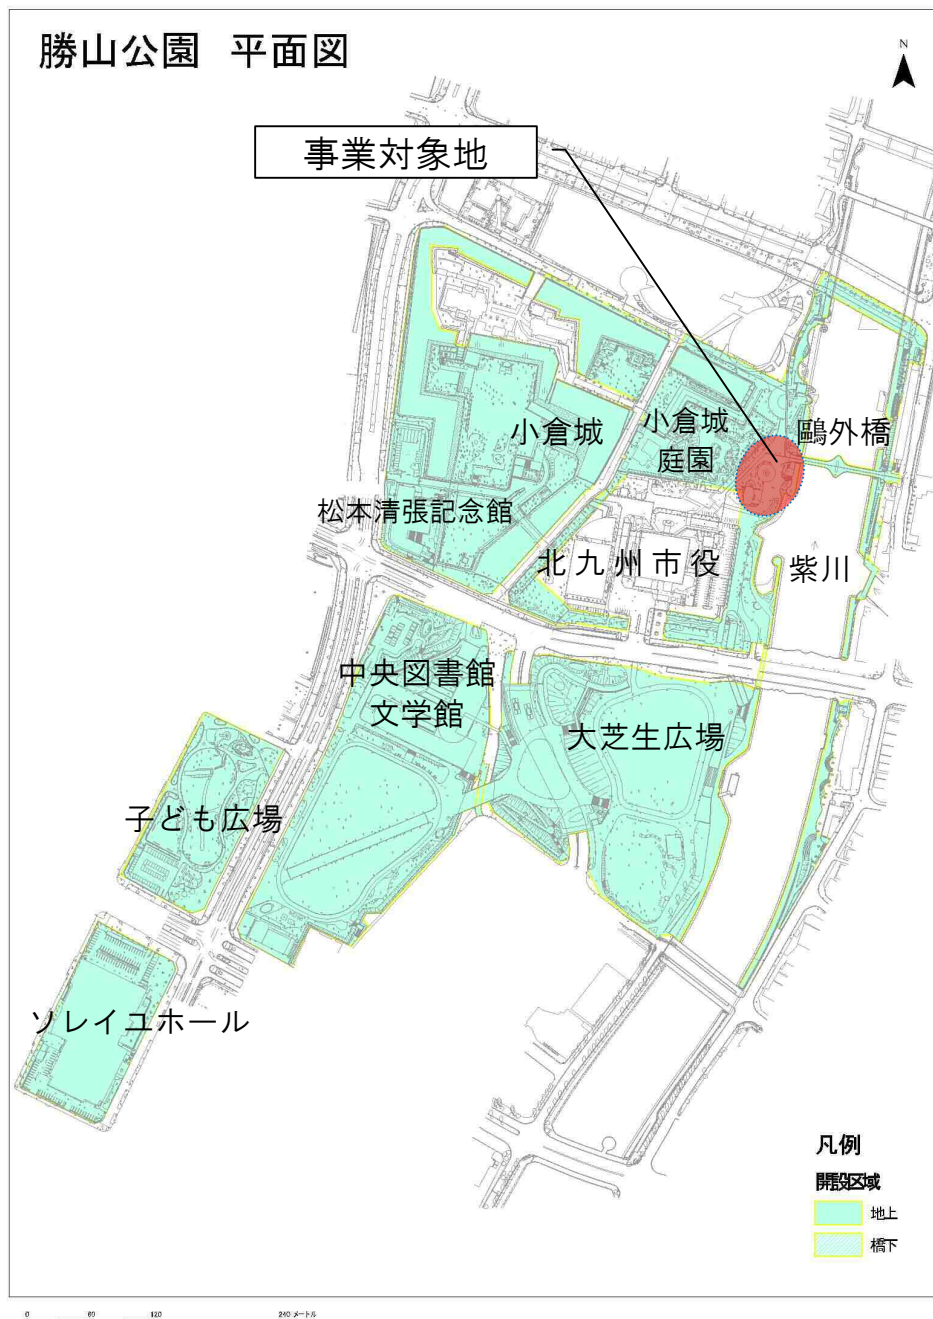 勝山公園 平面図
N
事業対象地
小倉城
小倉城
庭園
鷗外橋
松本清張記念館
北九州市役
紫川
中央図書館
文学館
大芝生広場
子ども広場
ソレイユホール
凡例
開設区域
地上
橋下
0 60 120 240 メートル